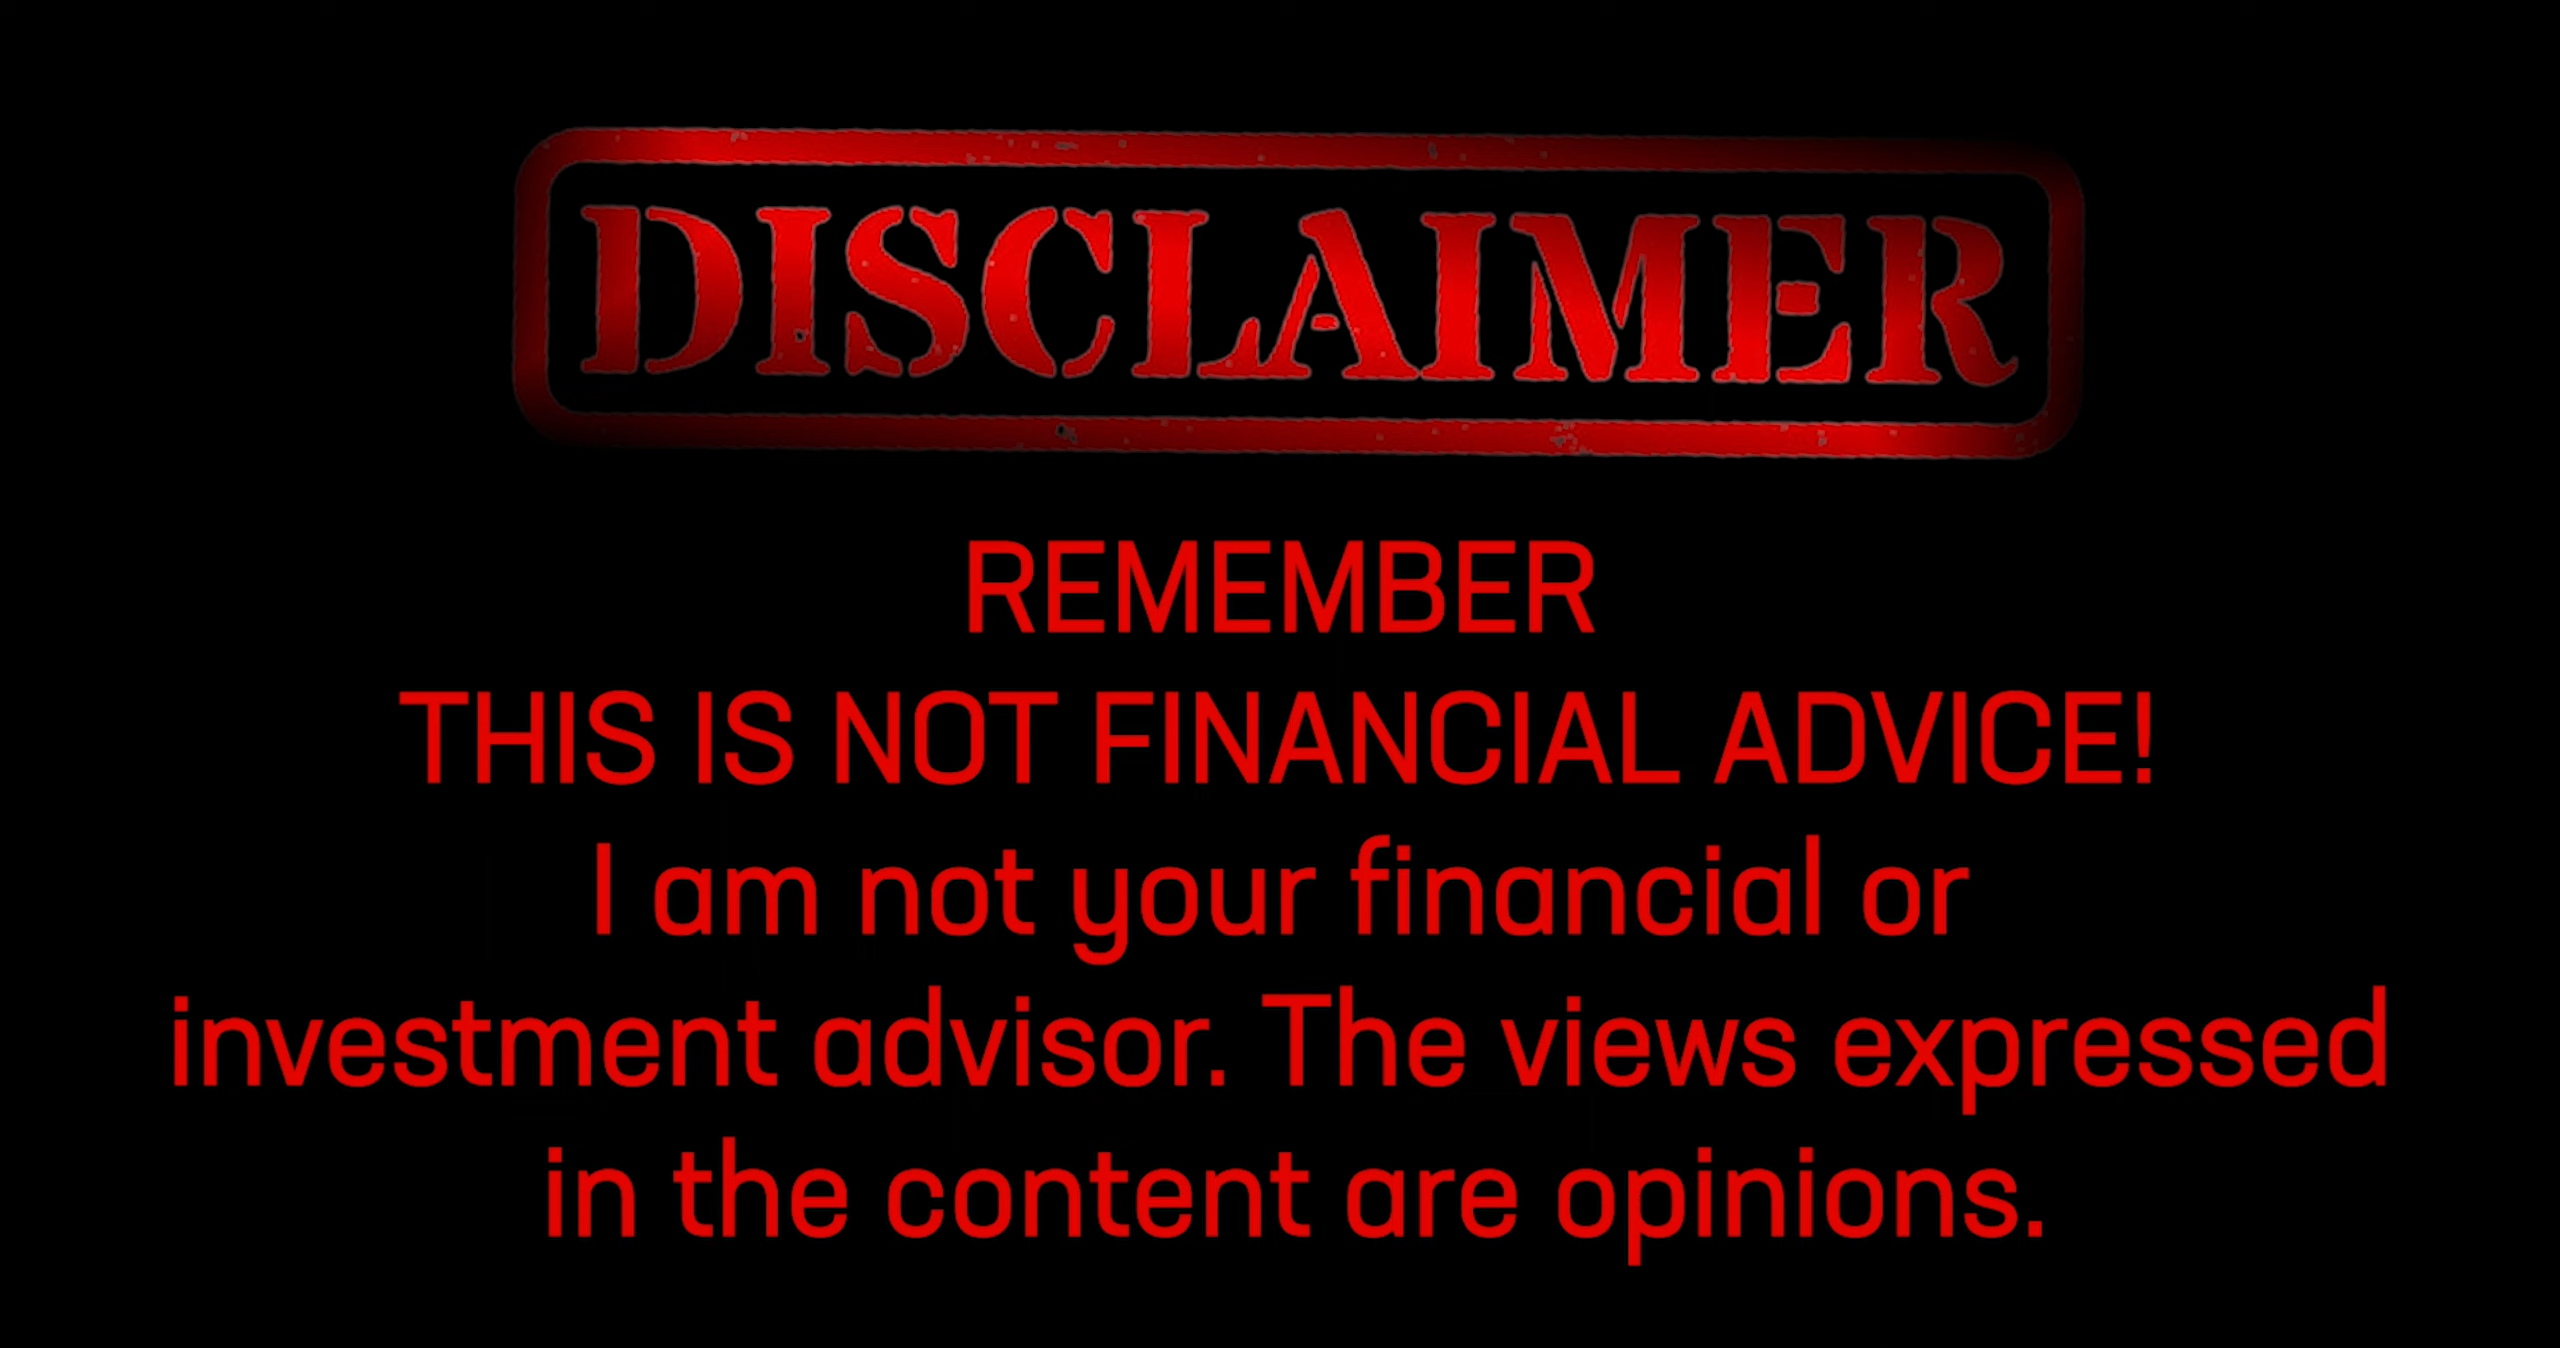 DISCLAIMER
REMEMBER
THIS IS NOT FINANCIAL ADVICE!
I am not your financial or
investment advisor. The views expressed
in the content are opinions.